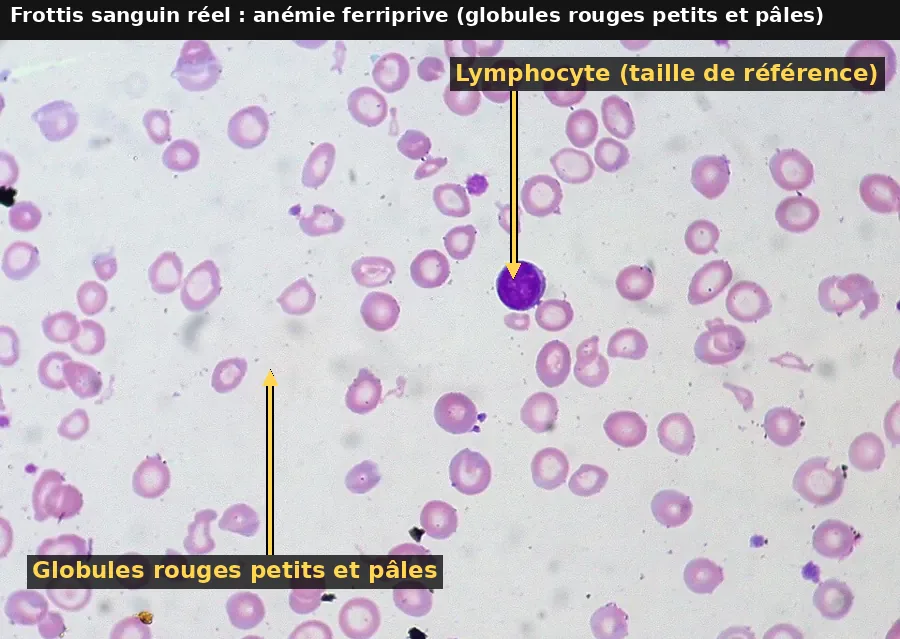 Frottis sanguin réel : anémie ferriprive (globules rouges petits et pâles)
Lymphocyte (taille de référence)
Globules rouges petits et pâles